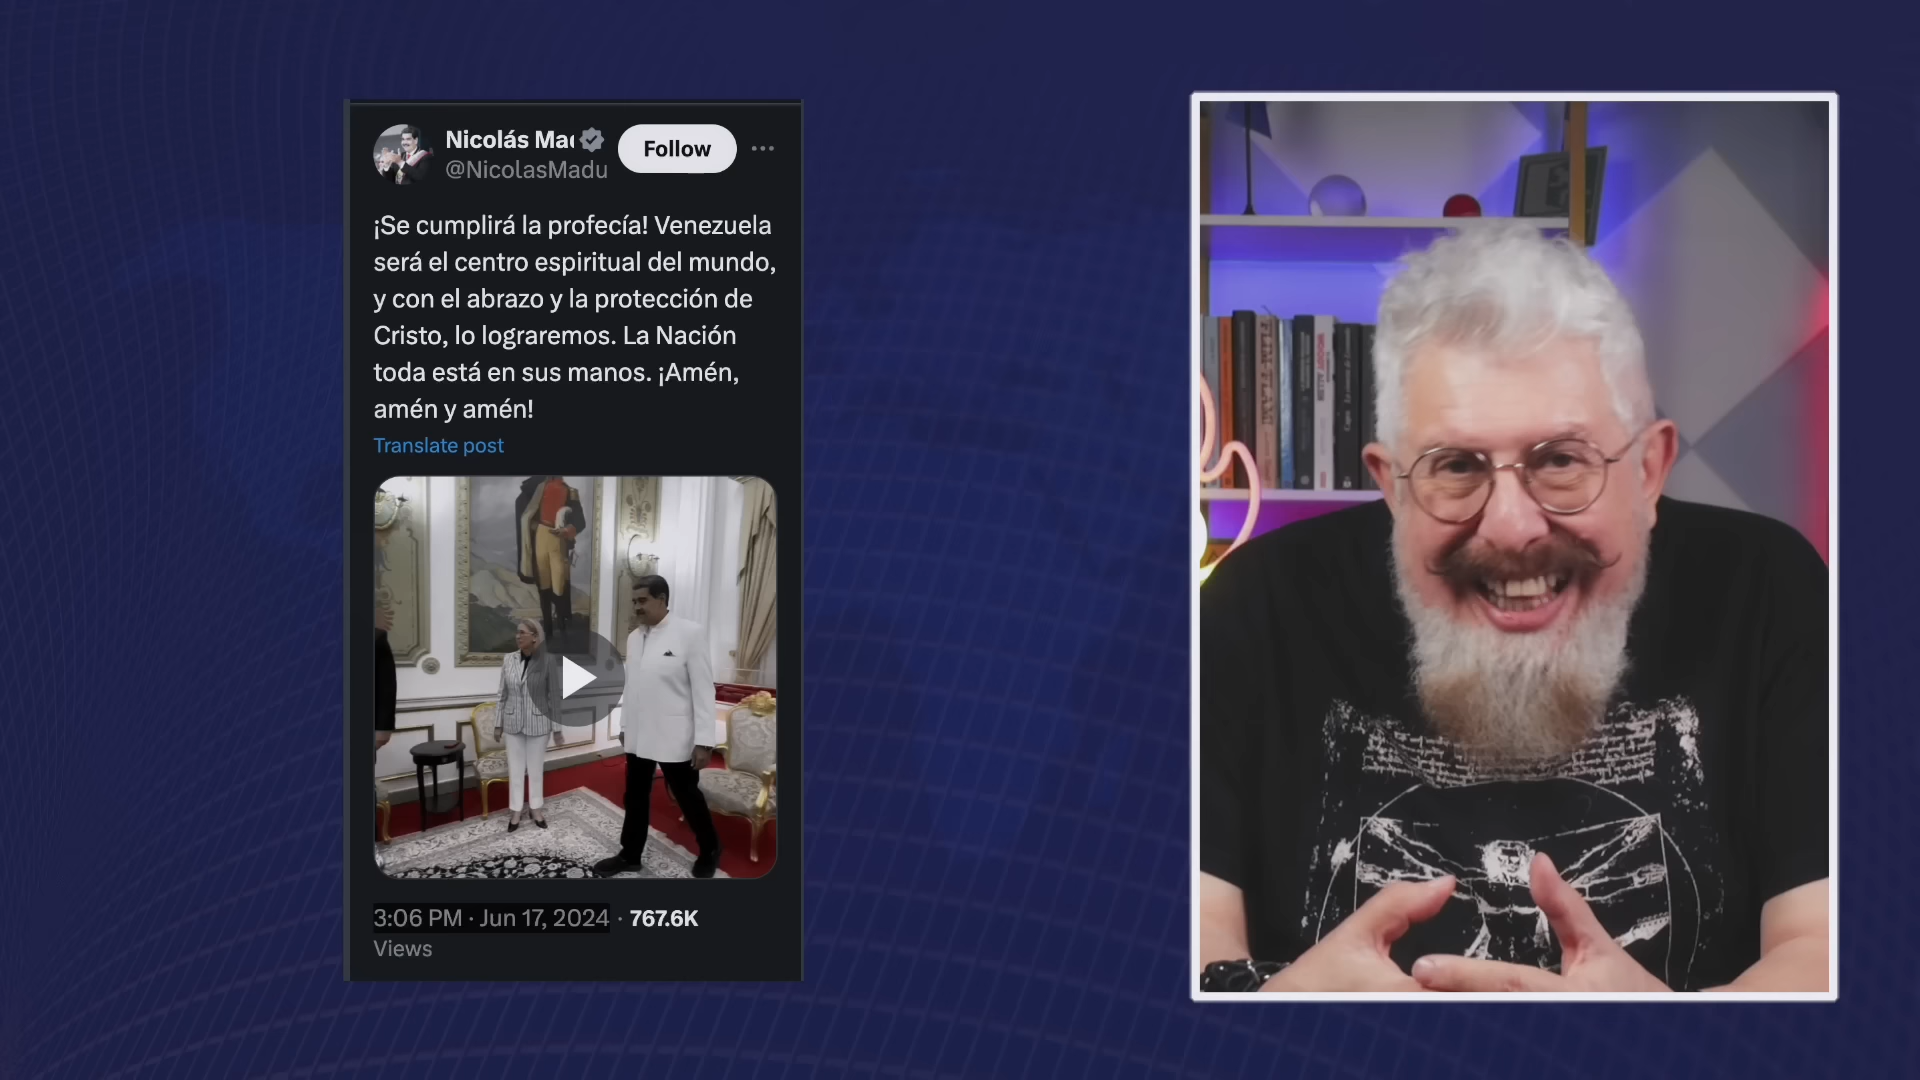 Nicolás Mad
@NicolasMadu
Follow
¡Se cumplirá la profecía! Venezuela
será el centro espiritual del mundo,
y con el abrazo y la protección de
Cristo, lo lograremos. La Nación
toda está en sus manos. ¡Amén,
amén y amén!
Translate post
3:06 PM · Jun 17, 2024 · 767.6K
Views